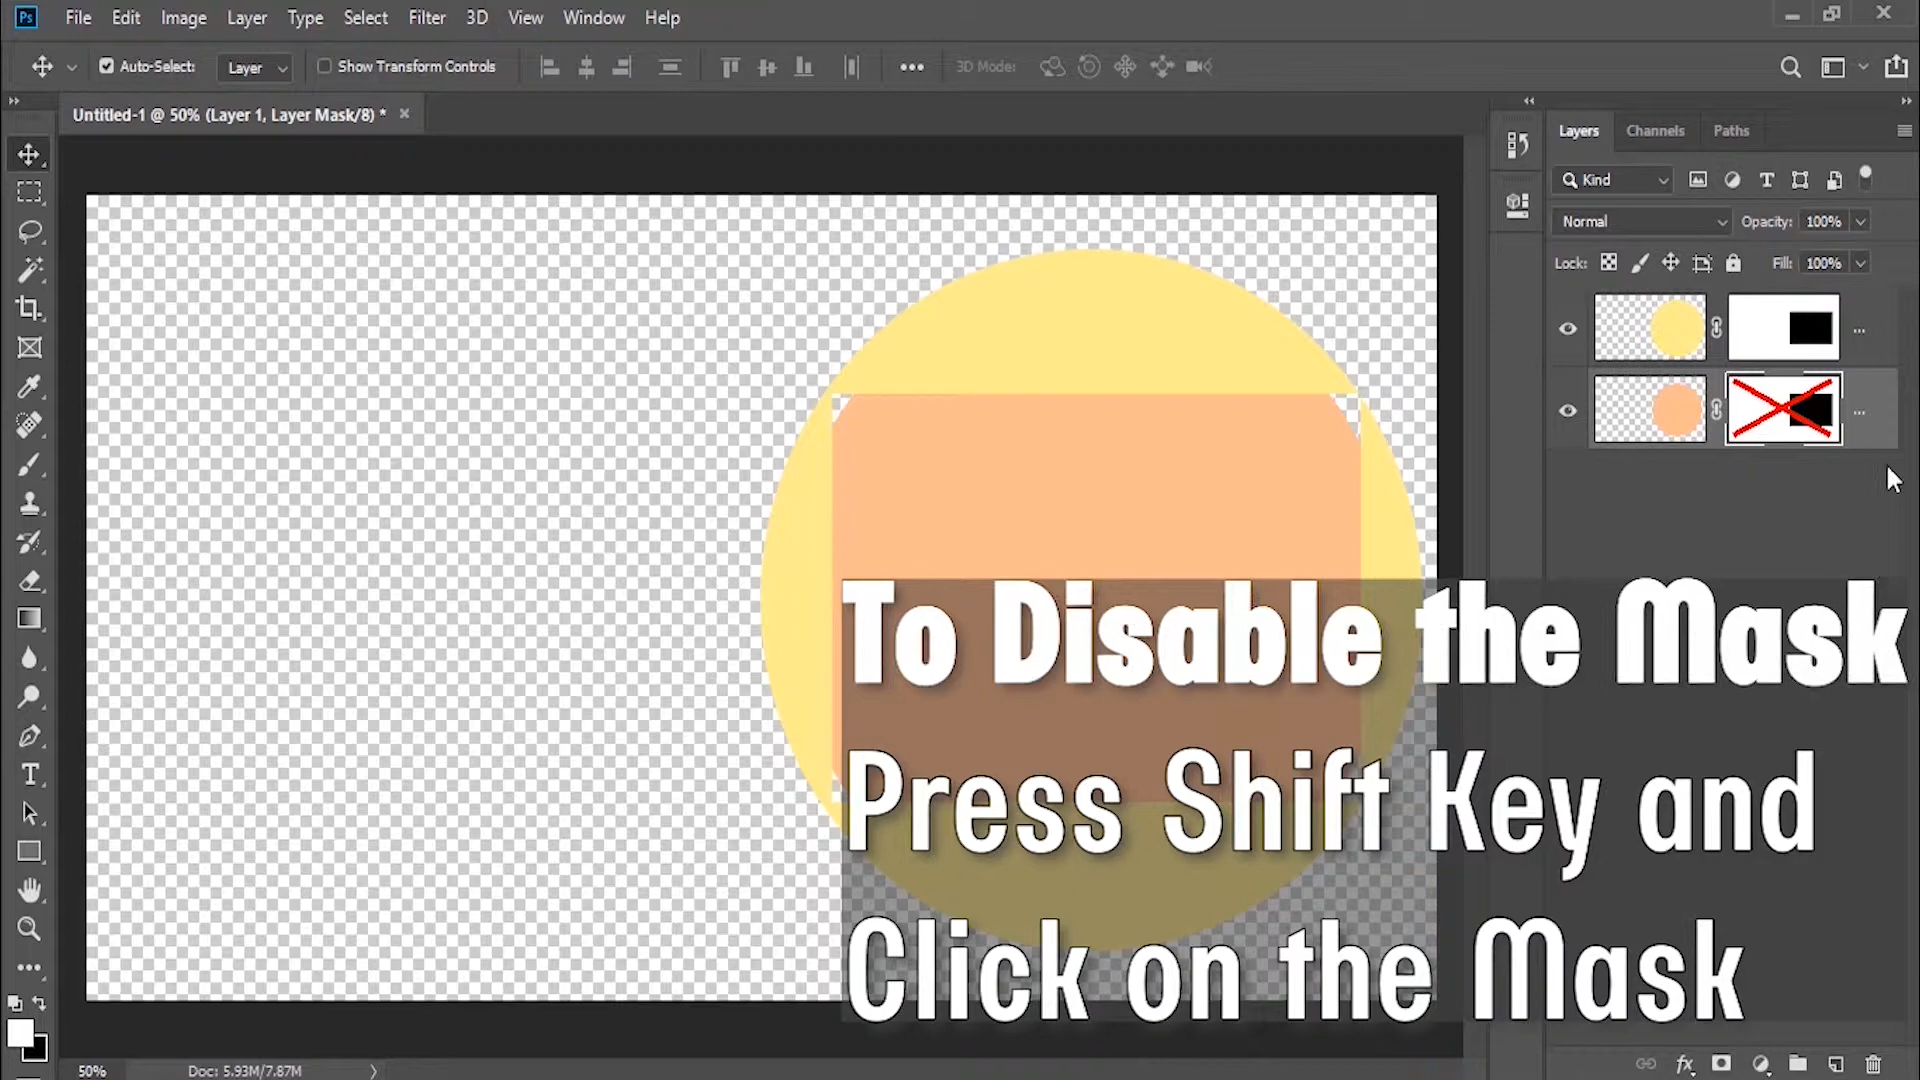 Ps File Edit Image Layer Type Select Filter 3D View Window Help
Auto-Select: Layer Show Transform Controls 3D Mode:
Untitled-1 @ 50% (Layer 1, Layer Mask/8) *
Layers Channels Paths
Kind
Normal Opacity: 100%
Lock: Fill: 100%
To Disable the Mask
Press Shift Key and
Click on the Mask
50% Doc: 5.93M/7.87M
fx